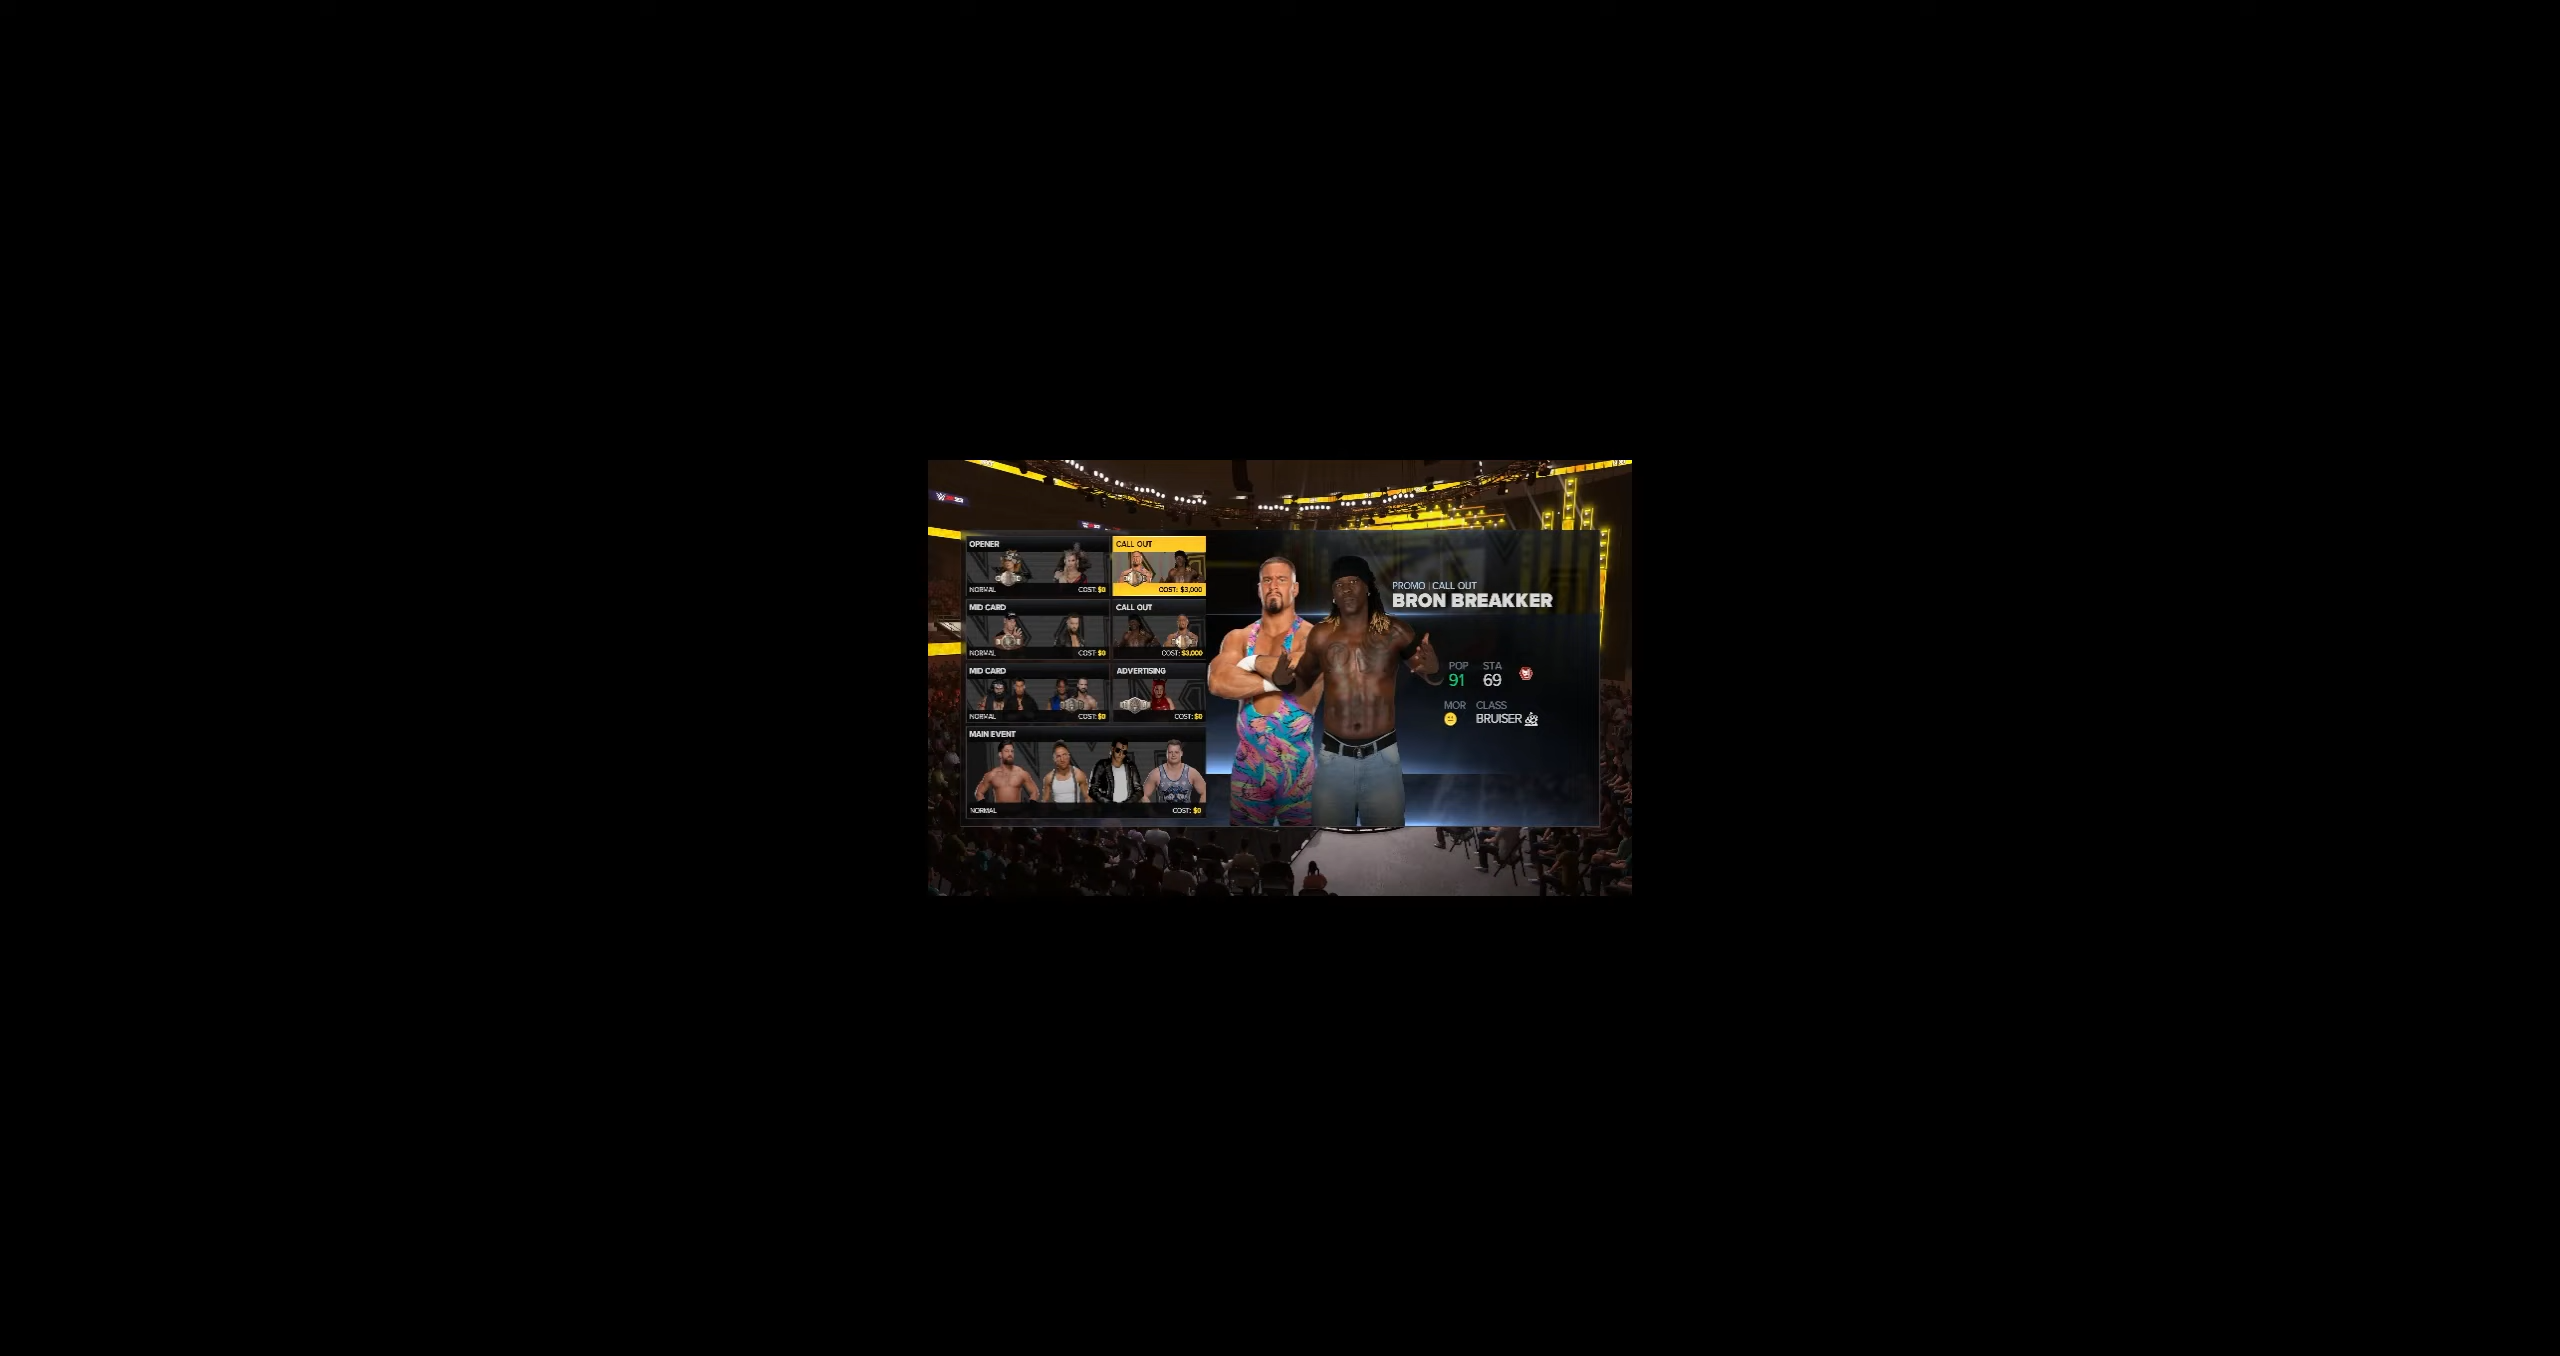 OPENER
NORMAL COST: $0
CALL OUT
COST: $3,000
MID CARD
NORMAL COST: $0
CALL OUT
COST: $3,000
MID CARD
NORMAL COST: $0
ADVERTISING
COST: $0
MAIN EVENT
NORMAL COST: $0
PROMO | CALL OUT
BRON BREAKKER
POP STA
91 69
MOR CLASS
BRUISER